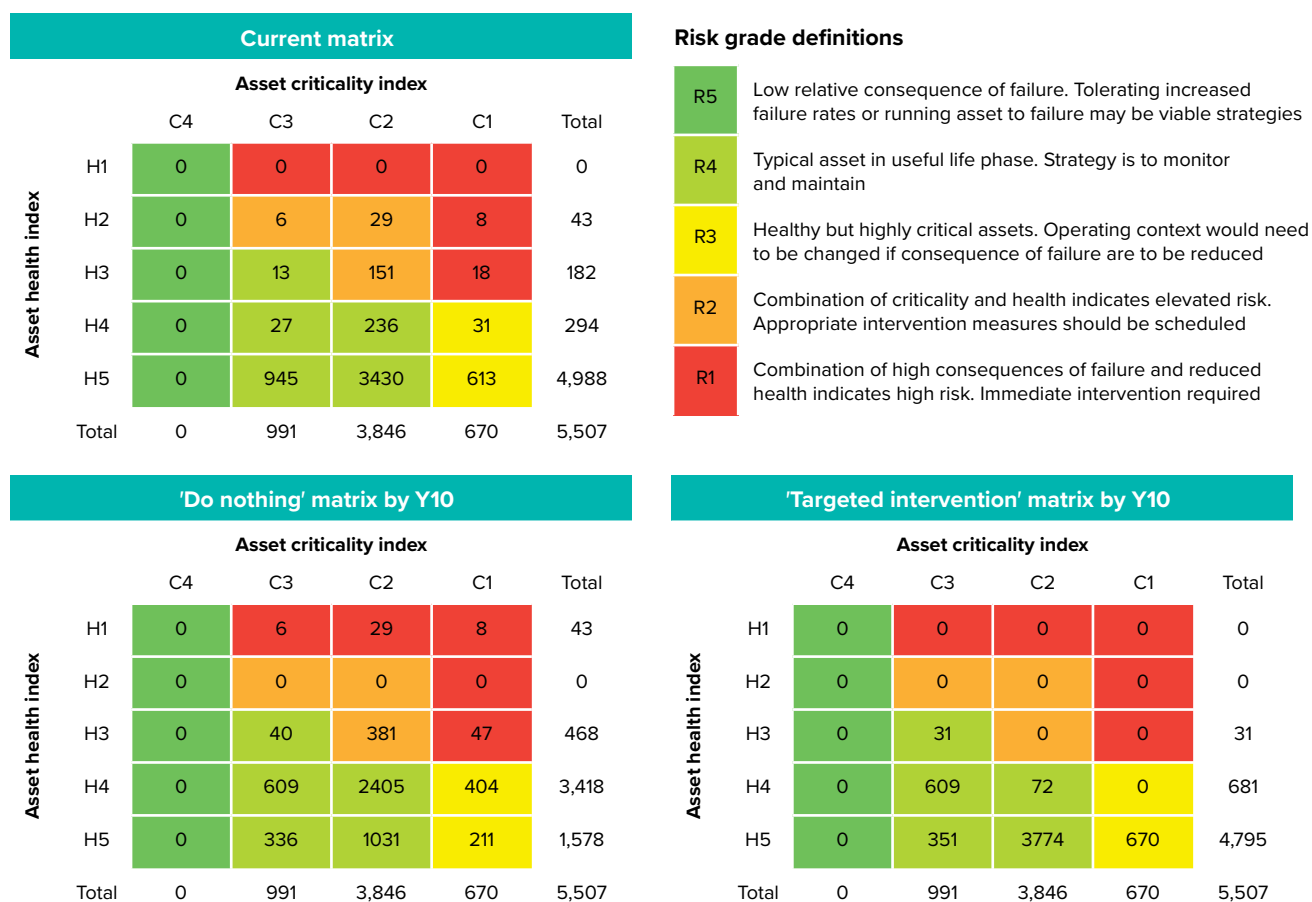 Current matrix
Asset criticality index
C4 C3 C2 C1 Total
Asset health index
H1 0 0 0 0 0
H2 0 6 29 8 43
H3 0 13 151 18 182
H4 0 27 236 31 294
H5 0 945 3430 613 4,988
Total 0 991 3,846 670 5,507
Risk grade definitions
R5 Low relative consequence of failure. Tolerating increased
failure rates or running asset to failure may be viable strategies
R4 Typical asset in useful life phase. Strategy is to monitor
and maintain
R3 Healthy but highly critical assets. Operating context would need
to be changed if consequence of failure are to be reduced
R2 Combination of criticality and health indicates elevated risk.
Appropriate intervention measures should be scheduled
R1 Combination of high consequences of failure and reduced
health indicates high risk. Immediate intervention required
'Do nothing' matrix by Y10
Asset criticality index
C4 C3 C2 C1 Total
Asset health index
H1 0 6 29 8 43
H2 0 0 0 0 0
H3 0 40 381 47 468
H4 0 609 2405 404 3,418
H5 0 336 1031 211 1,578
Total 0 991 3,846 670 5,507
'Targeted intervention' matrix by Y10
Asset criticality index
C4 C3 C2 C1 Total
Asset health index
H1 0 0 0 0 0
H2 0 0 0 0 0
H3 0 31 0 0 31
H4 0 609 72 0 681
H5 0 351 3774 670 4,795
Total 0 991 3,846 670 5,507